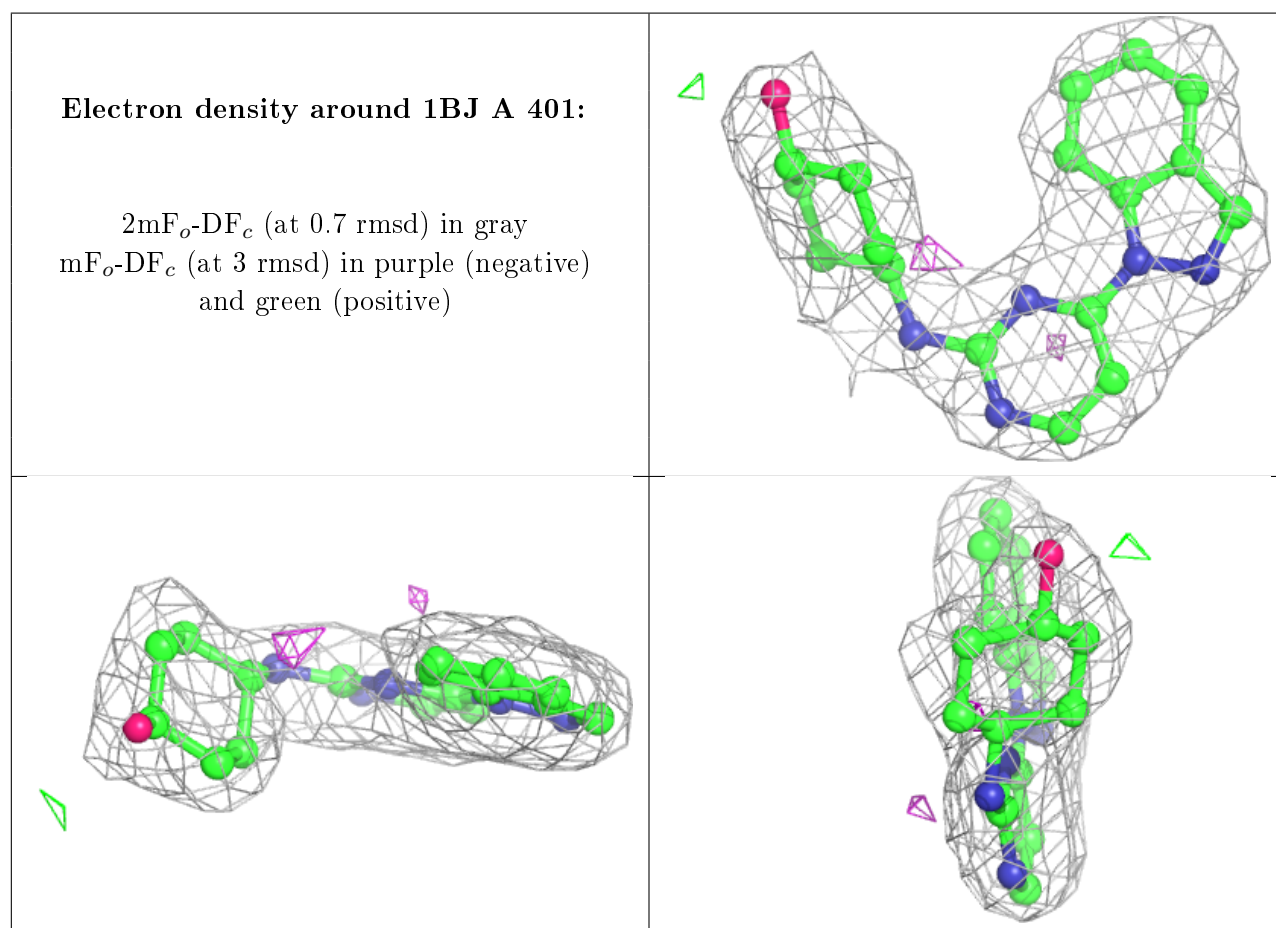 Electron density around 1BJ A 401:
2mFo-DFc (at 0.7 rmsd) in gray
mFo-DFc (at 3 rmsd) in purple (negative)
and green (positive)